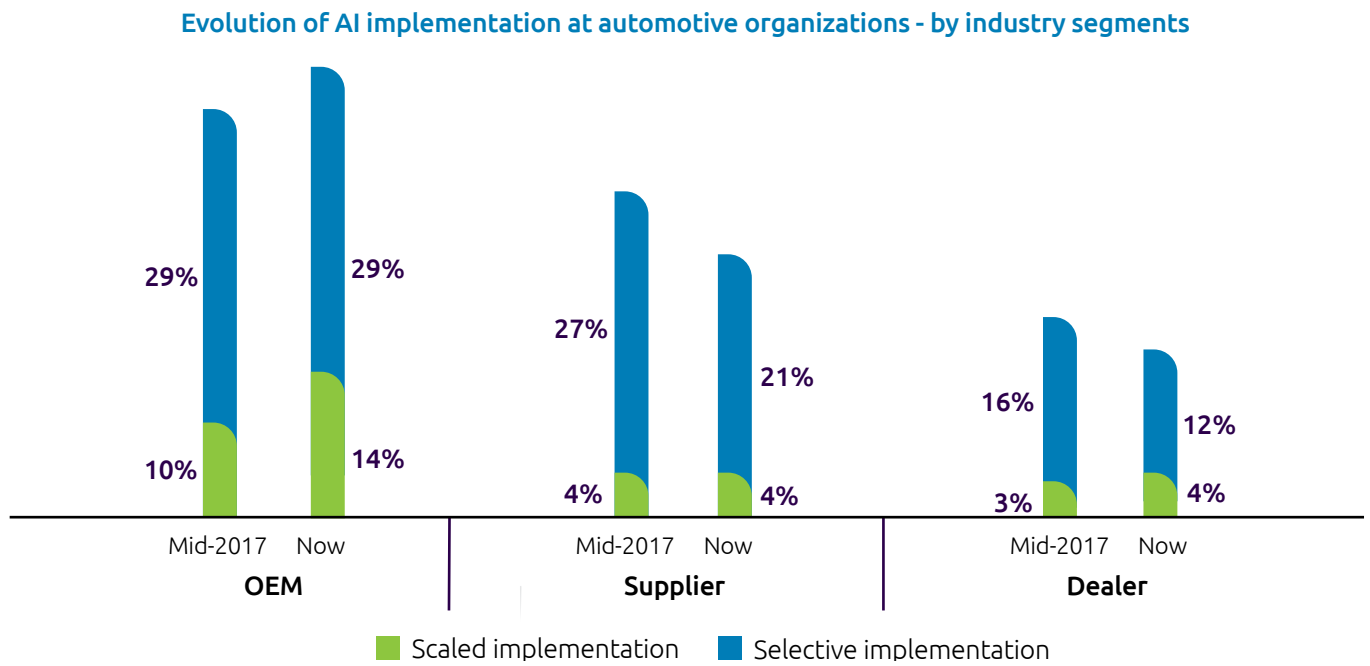 Evolution of AI implementation at automotive organizations - by industry segments
29%
10%
29%
14%
27%
4%
21%
4%
16%
3%
12%
4%
Mid-2017 Now
OEM
Mid-2017 Now
Supplier
Mid-2017 Now
Dealer
Scaled implementation Selective implementation